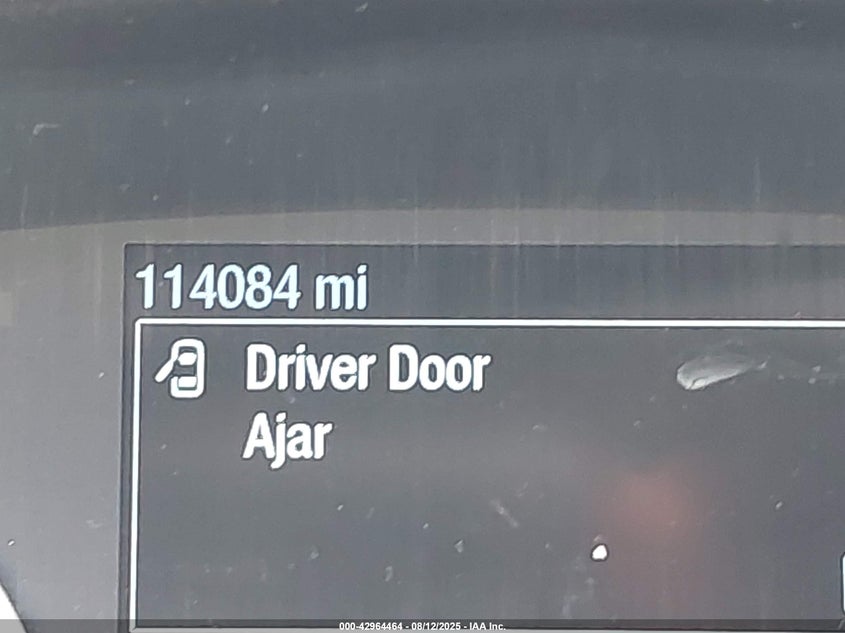 114084 mi
Driver Door
Ajar
000-42964464 - 08/12/2025 - IAA Inc.